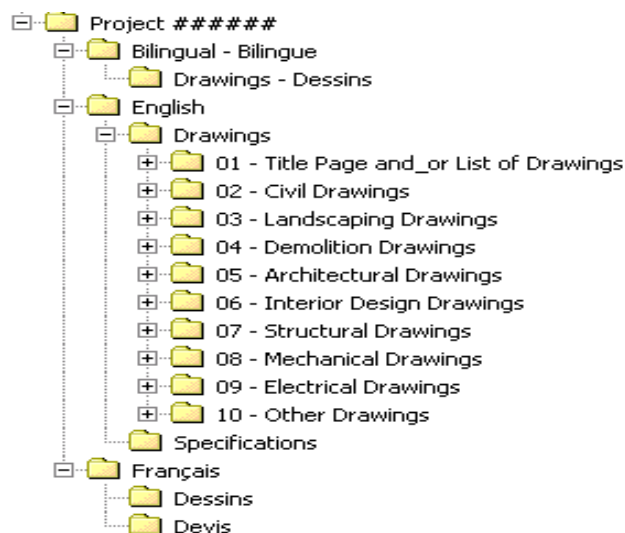 Project ######
Bilingual - Bilingue
Drawings - Dessins
English
Drawings
01 - Title Page and_or List of Drawings
02 - Civil Drawings
03 - Landscaping Drawings
04 - Demolition Drawings
05 - Architectural Drawings
06 - Interior Design Drawings
07 - Structural Drawings
08 - Mechanical Drawings
09 - Electrical Drawings
10 - Other Drawings
Specifications
Français
Dessins
Devis